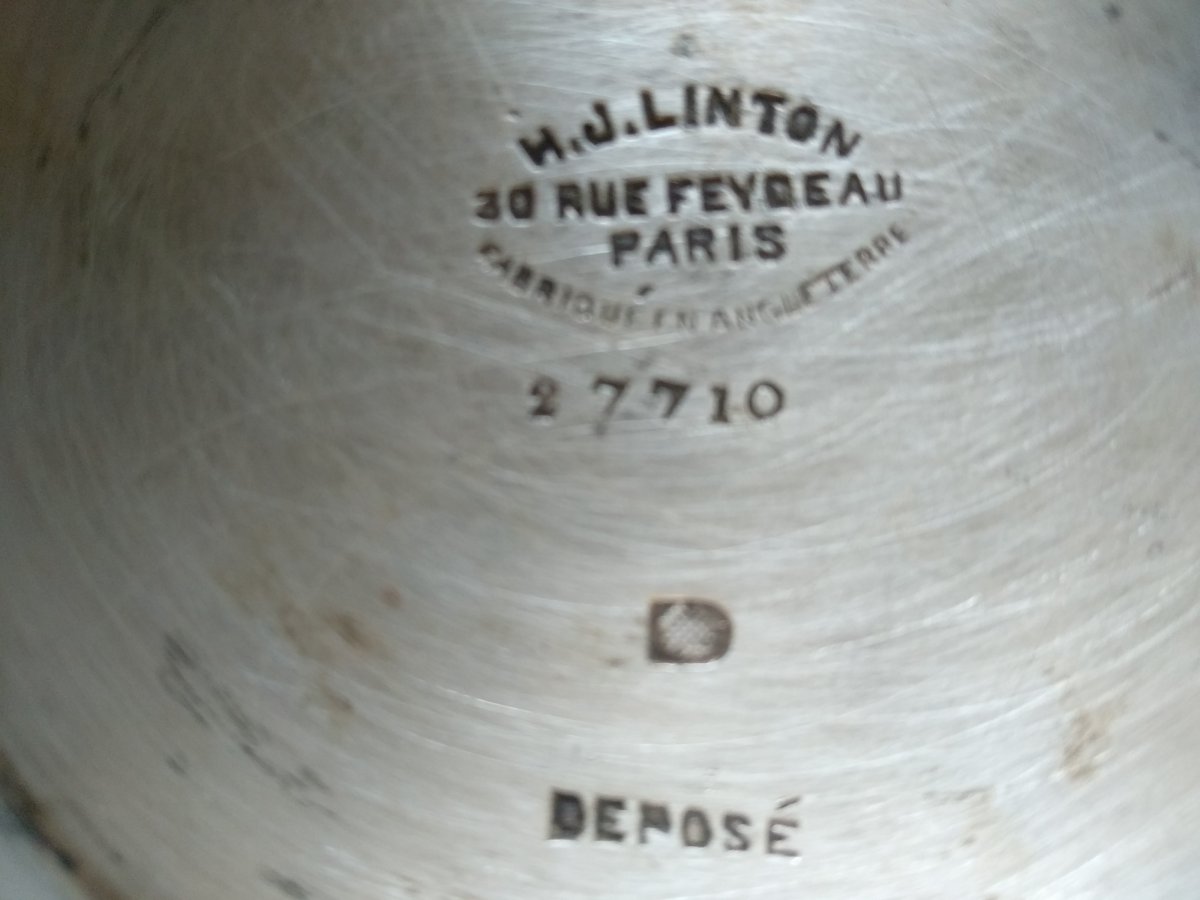 H.J.LINTON
30 RUE FEYDEAU
PARIS
FABRIQUÉ EN ANGLETERRE
27710
DEPOSÉ